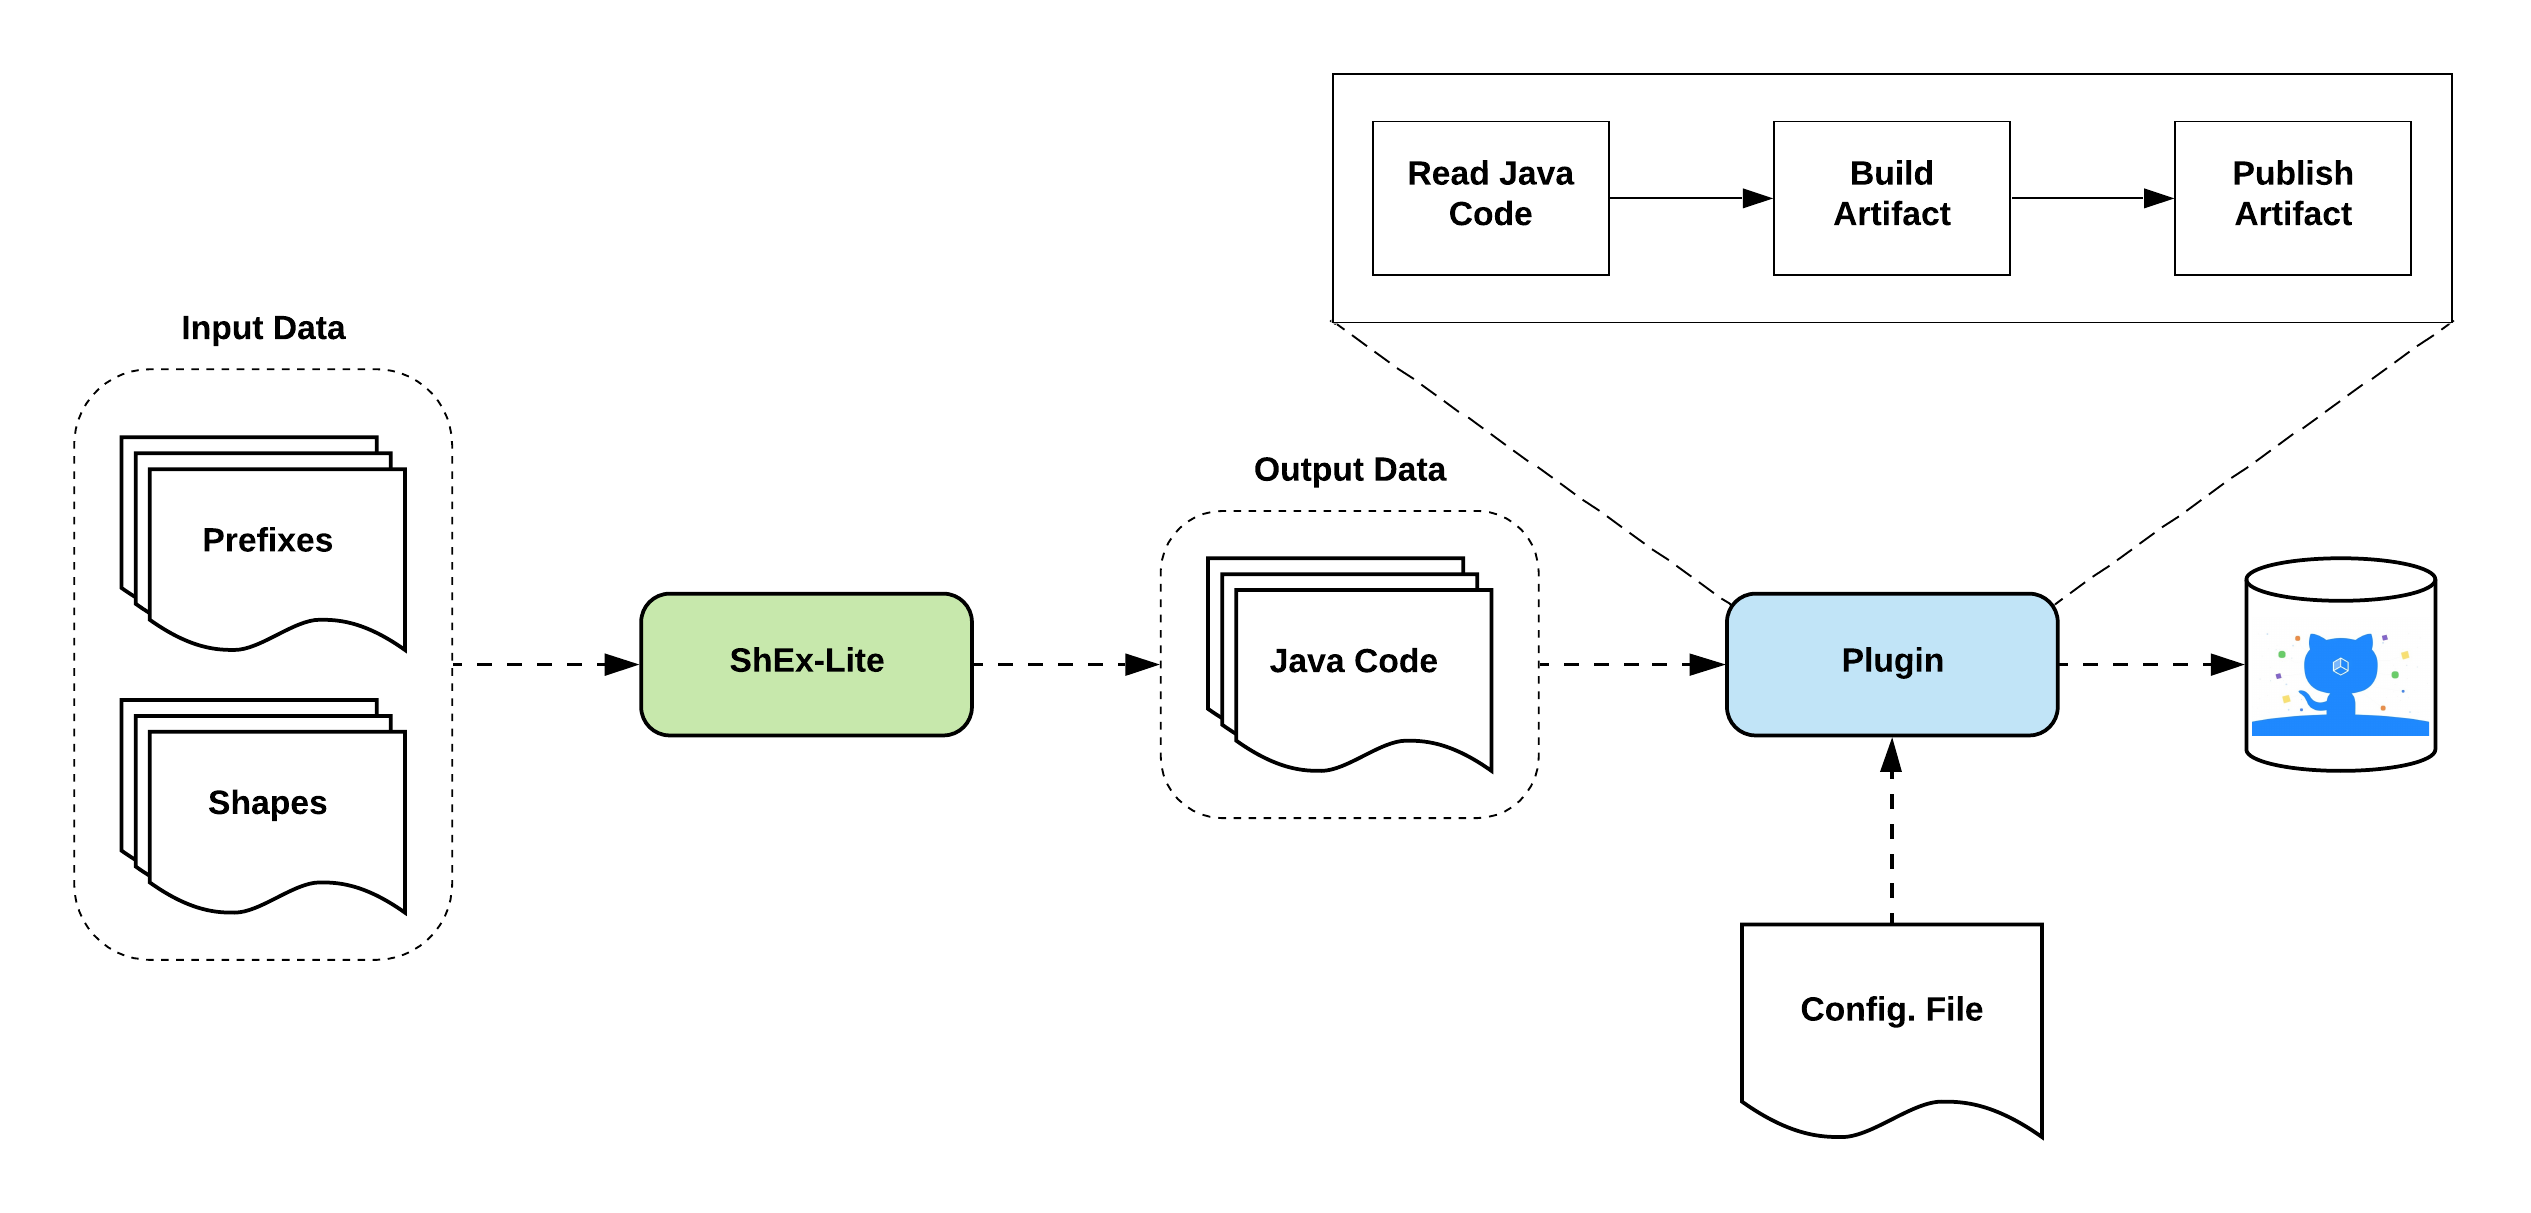 Read Java
Code
Build
Artifact
Publish
Artifact
Input Data
Prefixes
Shapes
ShEx-Lite
Output Data
Java Code
Plugin
Config. File